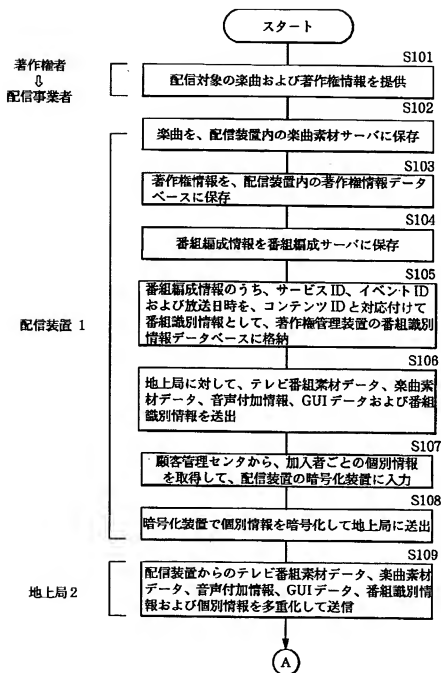 スタート
S101
著作権者
⇩
配信事業者
配信対象の楽曲および著作権情報を提供
S102
楽曲を、配信装置内の楽曲素材サーバに保存
S103
著作権情報を、配信装置内の著作権情報データ
ベースに保存
S104
番組編成情報を番組編成サーバに保存
S105
番組編成情報のうち、サービスID、イベントID
および放送日時を、コンテンツIDと対応付けて
番組識別情報として、著作権管理装置の番組識別
情報データベースに格納
配信装置 1
S106
地上局に対して、テレビ番組素材データ、楽曲素
材データ、音声付加情報、GUIデータおよび番組
識別情報を送出
S107
顧客管理センタから、加入者ごとの個別情報
を取得して、配信装置の暗号化装置に入力
S108
暗号化装置で個別情報を暗号化して地上局に送出
S109
地上局2
配信装置からのテレビ番組素材データ、楽曲素材
データ、音声付加情報、GUIデータ、番組識別情
報および個別情報を多重化して送信
A